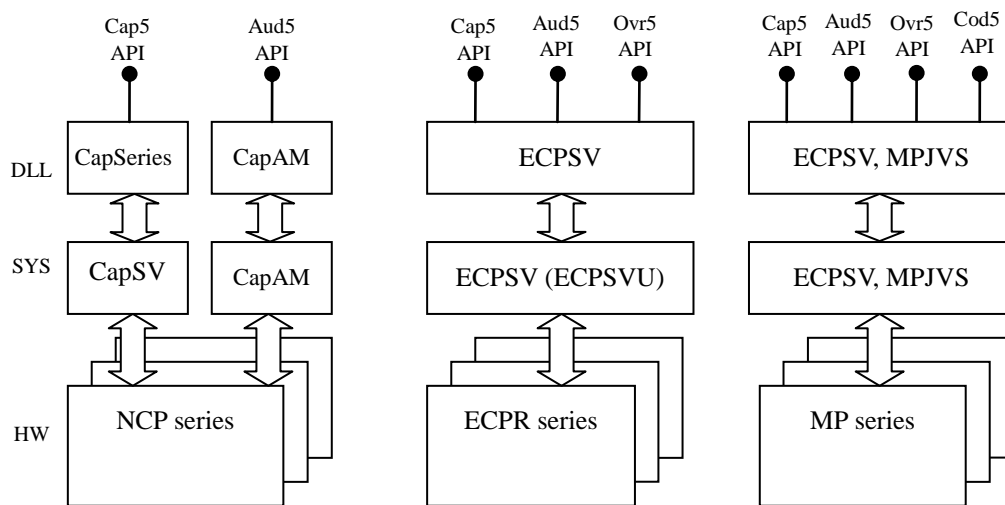 Cap5 API
Aud5 API
Cap5 API
Aud5 API
Ovr5 API
Cap5 API
Aud5 API
Ovr5 API
Cod5 API
DLL
CapSeries
CapAM
ECPSV
ECPSV, MPJVS
SYS
CapSV
CapAM
ECPSV (ECPSVU)
ECPSV, MPJVS
HW
NCP series
ECPR series
MP series